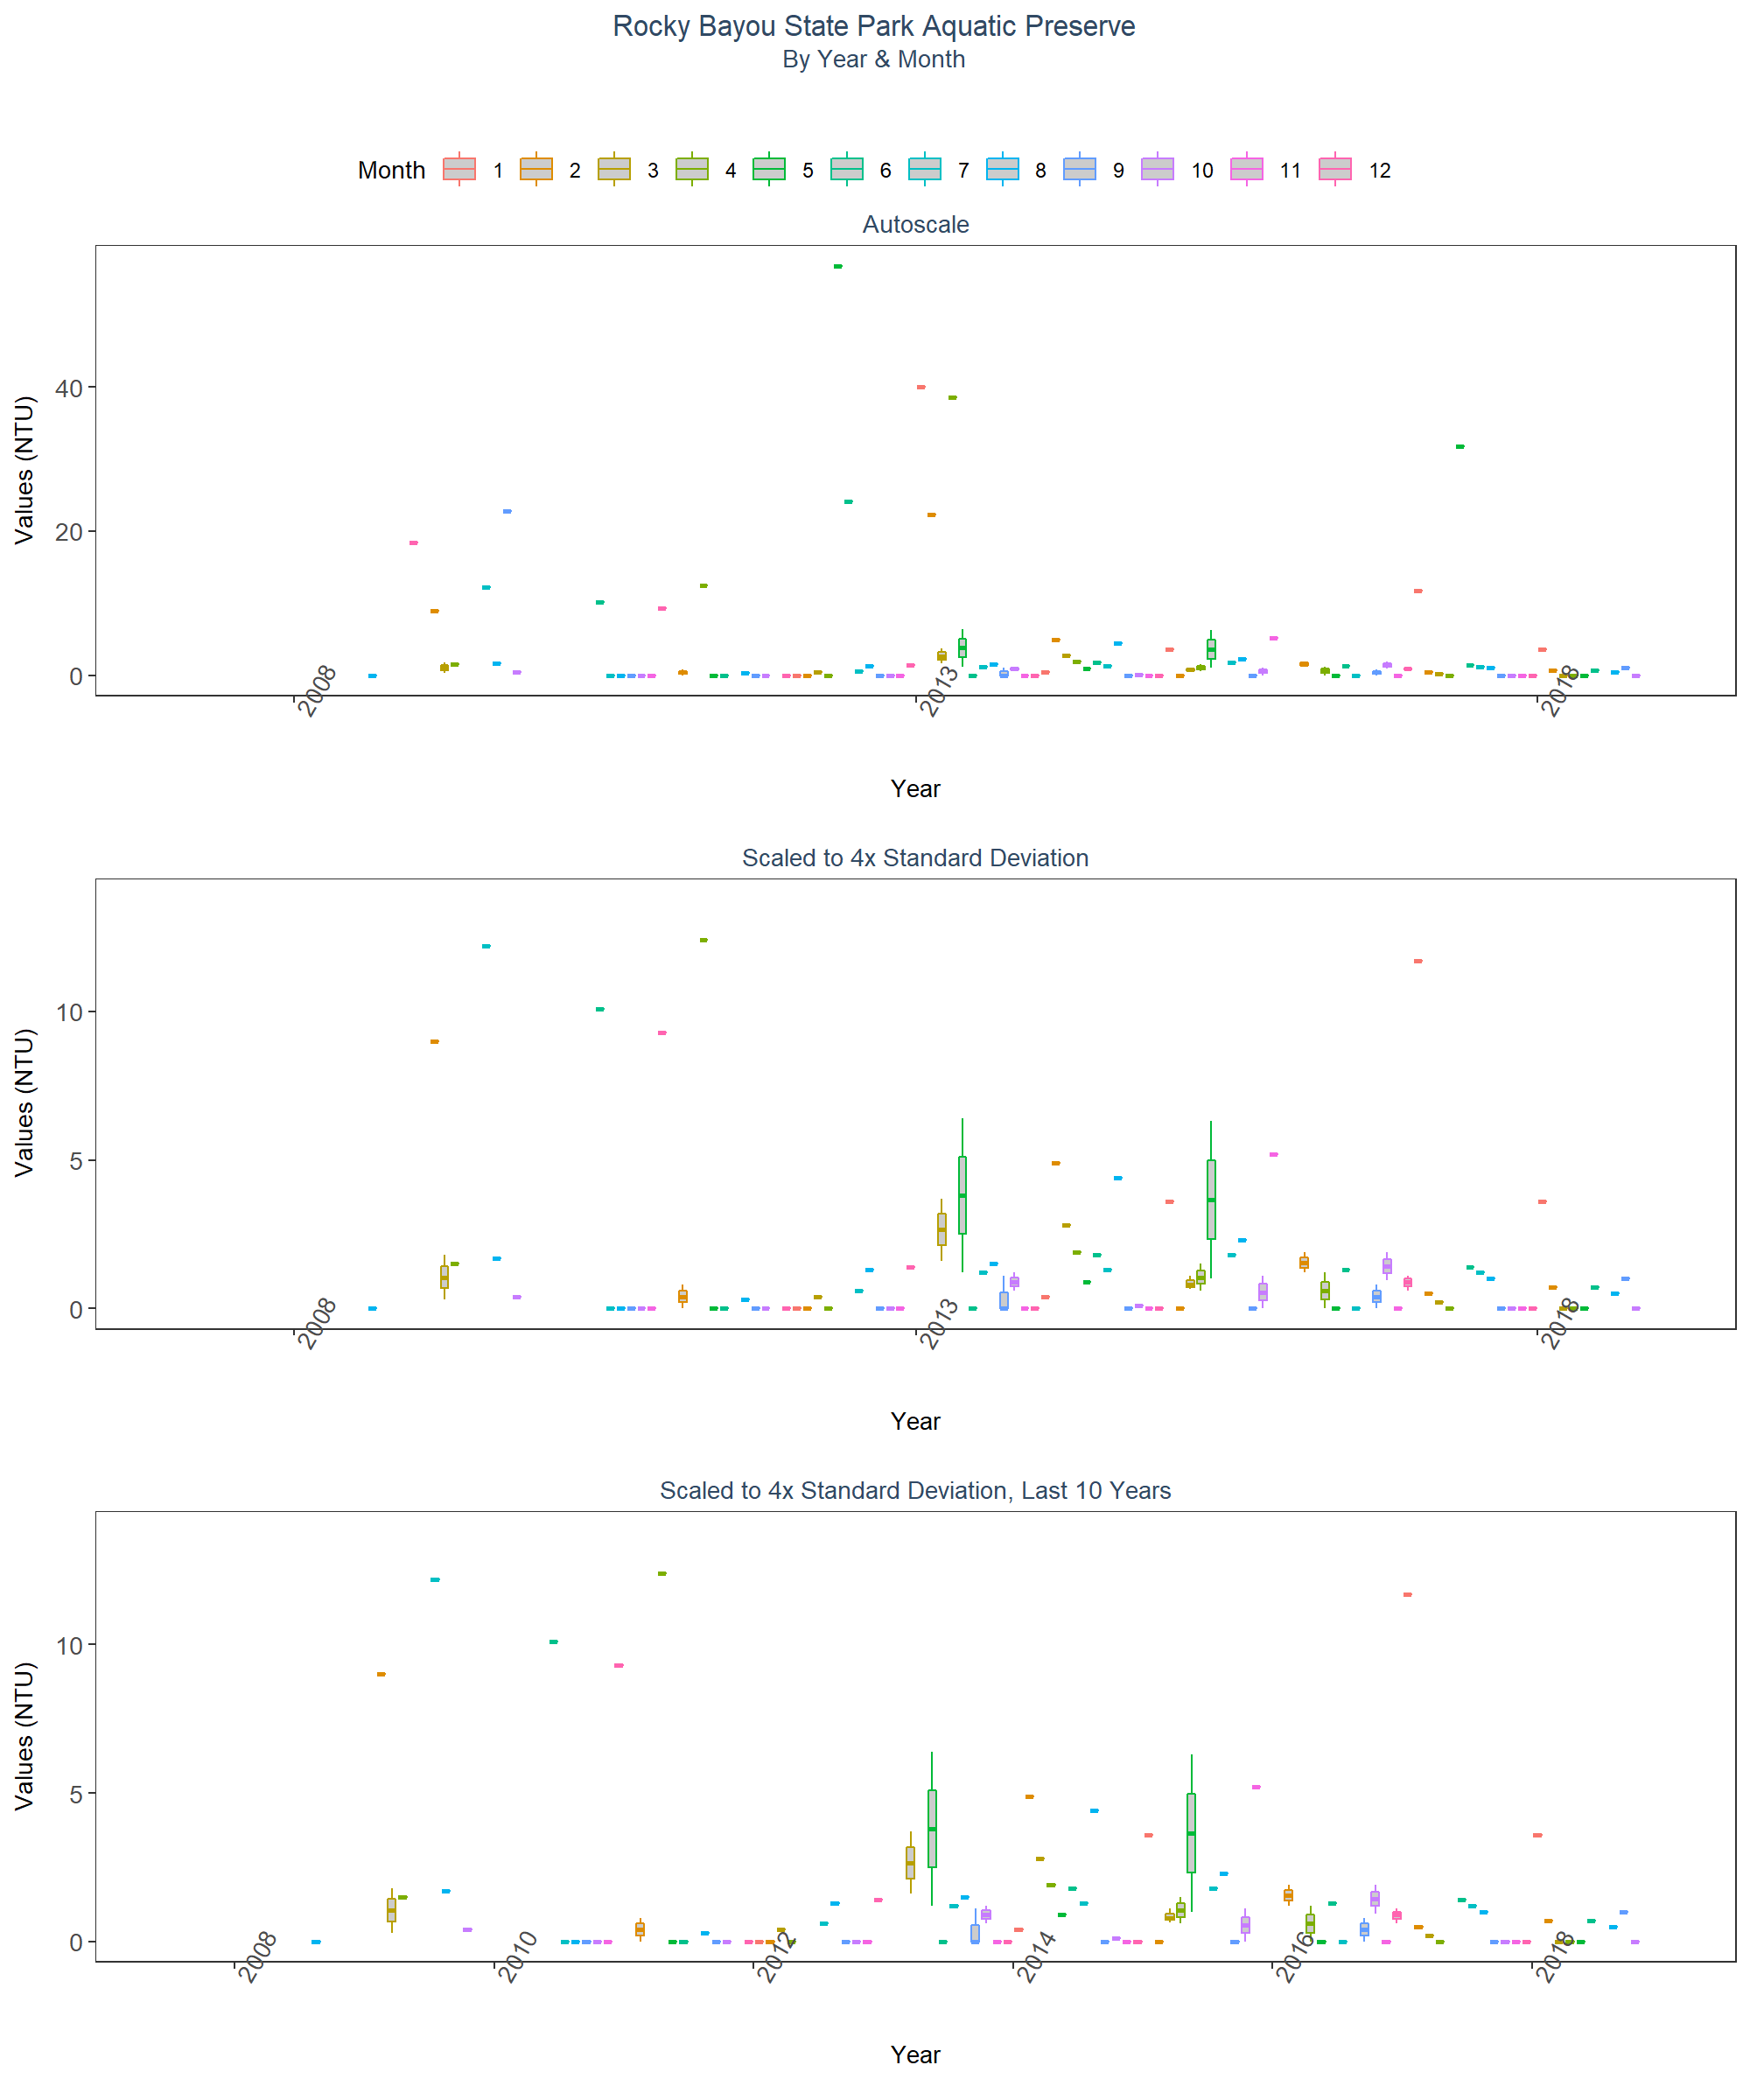 Rocky Bayou State Park Aquatic Preserve
By Year & Month
Month 1 2 3 4 5 6 7 8 9 10 11 12
Autoscale
Values (NTU)
40
20
0
2008 2013 2018
Year
Scaled to 4x Standard Deviation
Values (NTU)
10
5
0
2008 2013 2018
Year
Scaled to 4x Standard Deviation, Last 10 Years
Values (NTU)
10
5
0
2008 2010 2012 2014 2016 2018
Year